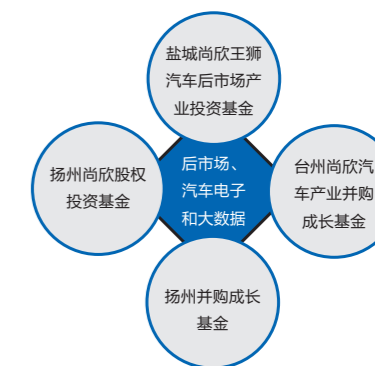 盐城尚欣王狮
汽车后市场产
业投资基金
扬州尚欣股权
投资基金
后市场、
汽车电子
和大数据
台州尚欣汽
车产业并购
成长基金
扬州并购成长
基金